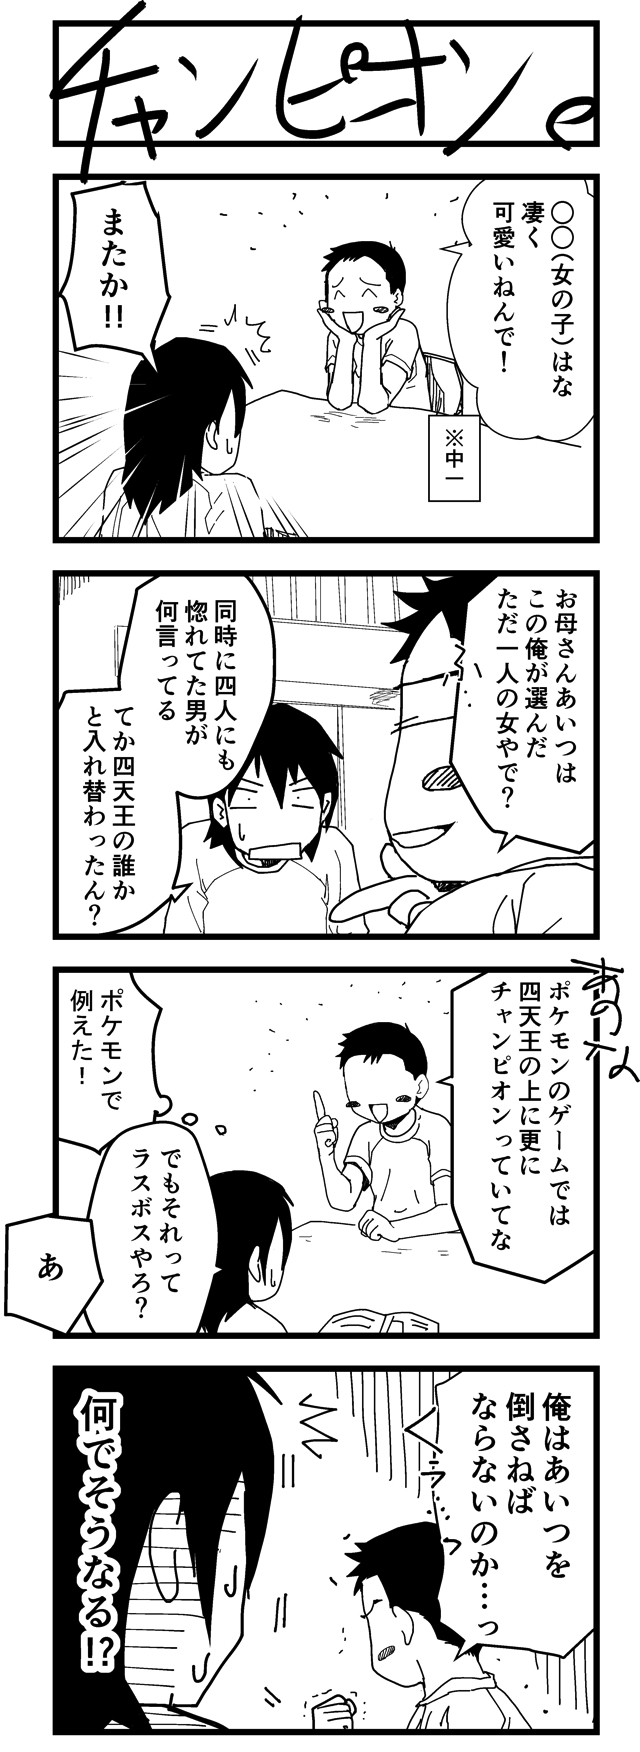 チャンピオン。
○○(女の子)はな
凄く
可愛いねんで!
またか!!
※中一
お母さんあいつは
この俺が選んだ
ただ一人の女やで?
同時に四人にも
惚れてた男が
何言ってる
てか四天王の誰か
と入れ替わったん?
あのなぁ
ポケモンのゲームでは
四天王の上に更に
チャンピオンっていてな
ポケモンで
例えた!
でもそれって
ラスボスやろ?
あ
俺はあいつを
倒さねば
ならないのか…っ
くうっ
何でそうなる!?